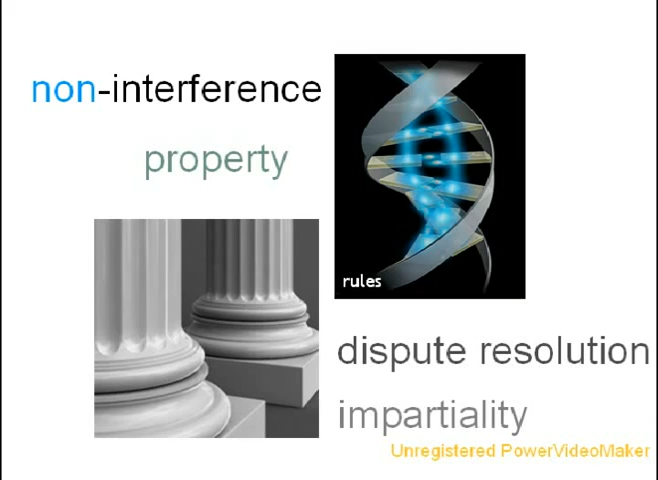 non-interference
property
rules
dispute resolution
impartiality
Unregistered PowerVideoMaker